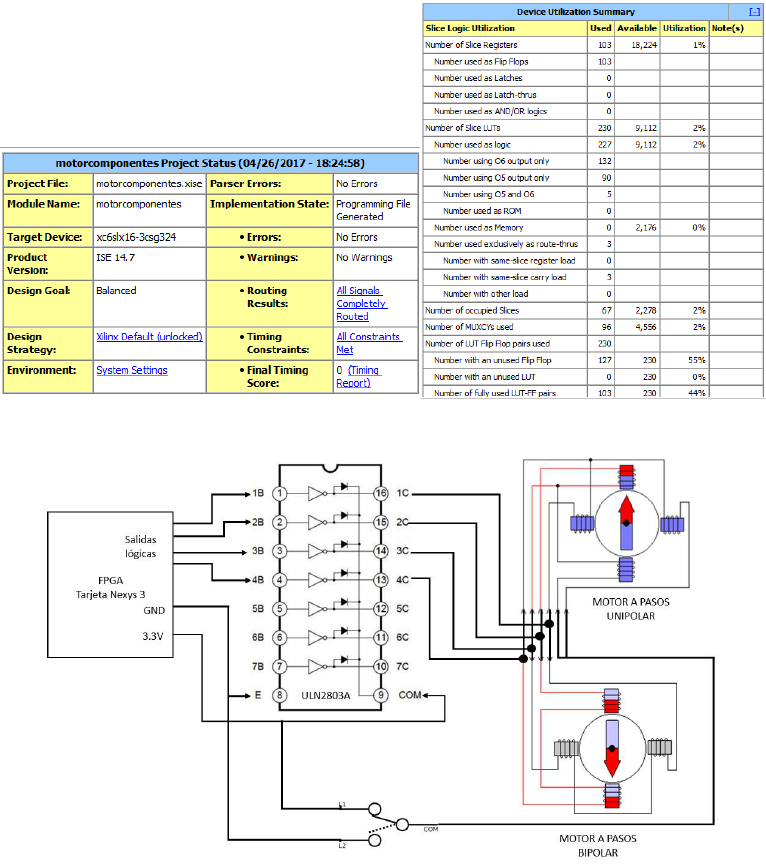 Device Utilization Summary [-]
Slice Logic Utilization Used Available Utilization Note(s)
Number of Slice Registers 103 18,224 1%
Number used as Flip Flops 103
Number used as Latches 0
Number used as Latch-thrus 0
Number used as AND/OR logics 0
Number of Slice LUTs 230 9,112 2%
Number used as logic 227 9,112 2%
Number using O6 output only 132
Number using O5 output only 90
Number using O5 and O6 5
Number used as ROM 0
Number used as Memory 0 2,176 0%
Number used exclusively as route-thrus 3
Number with same-slice register load 0
Number with same-slice carry load 3
Number with other load 0
Number of occupied Slices 67 2,278 2%
Number of MUXCYs used 96 4,556 2%
Number of LUT Flip Flop pairs used 230
Number with an unused Flip Flop 127 230 55%
Number with an unused LUT 0 230 0%
Number of fully used LUT-FF pairs 103 230 44%
motorcomponentes Project Status (04/26/2017 - 18:24:58)
Project File: motorcomponentes.xise Parser Errors: No Errors
Module Name: motorcomponentes Implementation State: Programming File
Generated
Target Device: xc6slx16-3csg324 • Errors: No Errors
Product ISE 14.7 • Warnings: No Warnings
Version:
Design Goal: Balanced • Routing All Signals
Results: Completely
Routed
Design Xilinx Default (unlocked) • Timing All Constraints
Strategy: Constraints: Met
Environment: System Settings • Final Timing 0 (Timing
Score: Report)
1B 1 16 1C
2B 2 15 2C
3B 3 14 3C
4B 4 13 4C
5B 5 12 5C
6B 6 11 6C
7B 7 10 7C
E 8 ULN2803A 9 COM
Salidas
lógicas
FPGA
Tarjeta Nexys 3
GND
3.3V
MOTOR A PASOS
UNIPOLAR
L1
L2
COM
MOTOR A PASOS
BIPOLAR